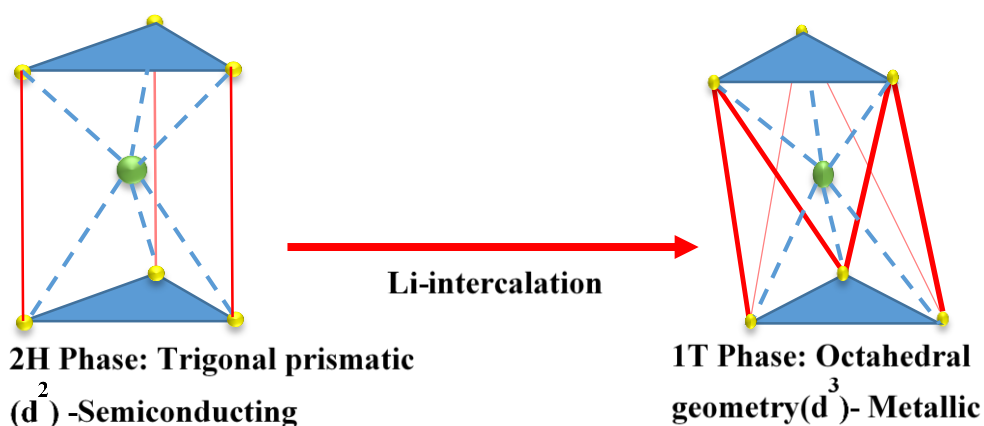 Li-intercalation
2H Phase: Trigonal prismatic
(d²) -Semiconducting
1T Phase: Octahedral
geometry(d³)- Metallic